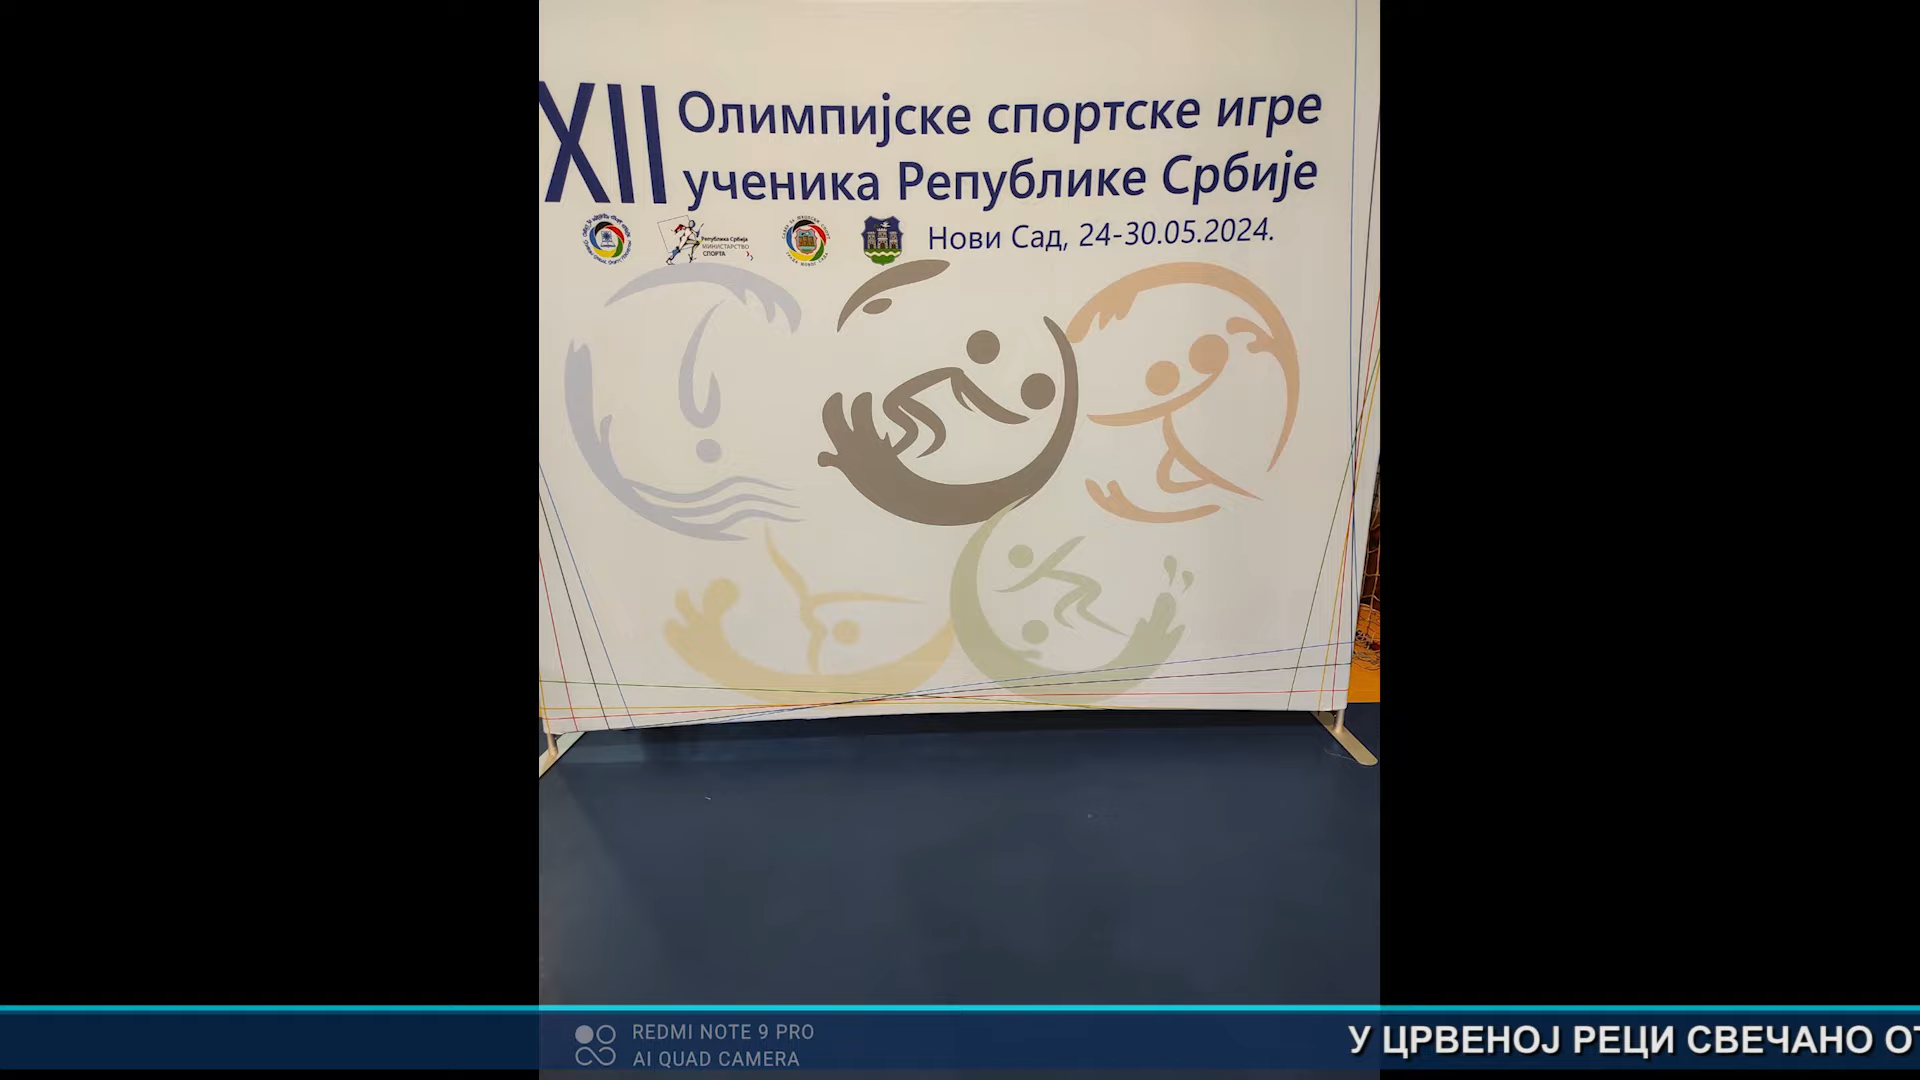 XII Олимпијске спортске игре
ученика Републике Србије
Република Србија
МИНИСТАРСТВО
СПОРТА
Нови Сад, 24-30.05.2024.
REDMI NOTE 9 PRO
AI QUAD CAMERA
У ЦРВЕНОЈ РЕЦИ СВЕЧАНО